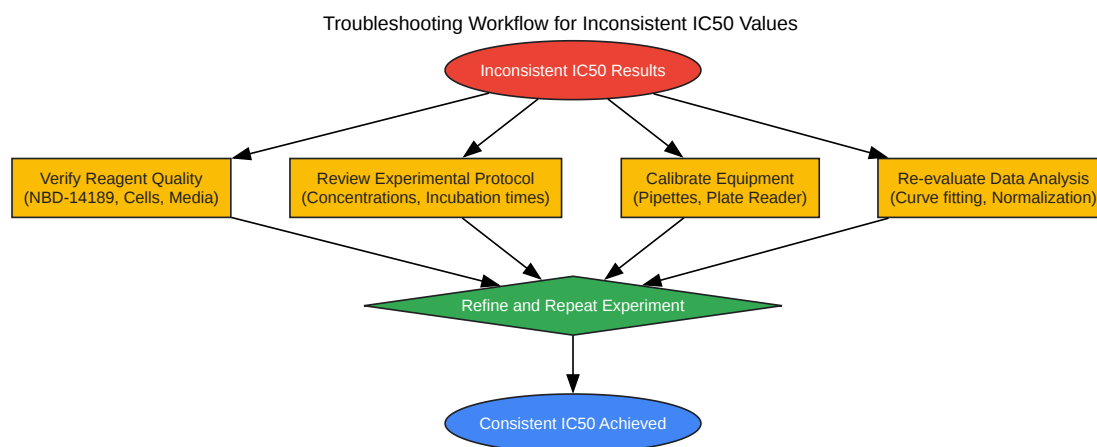 Troubleshooting Workflow for Inconsistent IC50 Values
Inconsistent IC50 Results
Verify Reagent Quality
(NBD-14189, Cells, Media)
Review Experimental Protocol
(Concentrations, Incubation times)
Calibrate Equipment
(Pipettes, Plate Reader)
Re-evaluate Data Analysis
(Curve fitting, Normalization)
Refine and Repeat Experiment
Consistent IC50 Achieved